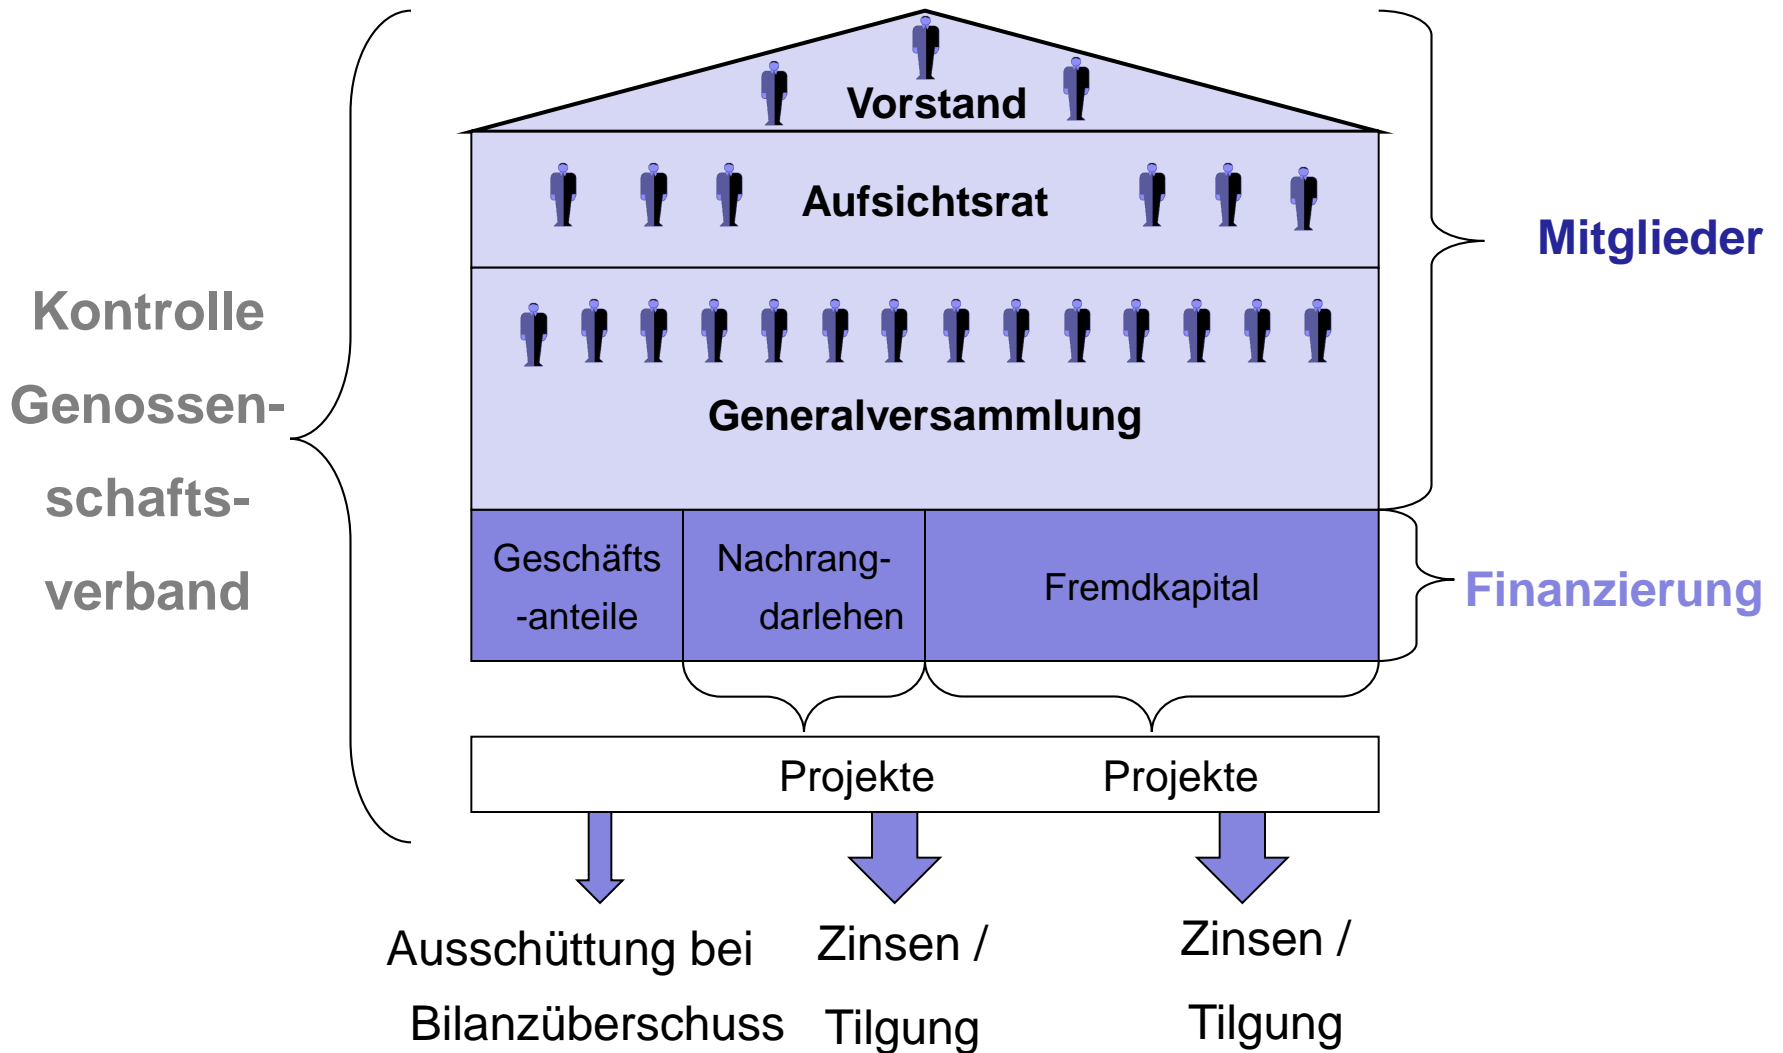 Vorstand
Aufsichtsrat
Generalversammlung
Mitglieder
Kontrolle
Genossen-
schafts-
verband
Geschäfts
-anteile
Nachrang-
darlehen
Fremdkapital
Finanzierung
Projekte
Projekte
Ausschüttung bei
Bilanzüberschuss
Zinsen /
Tilgung
Zinsen /
Tilgung